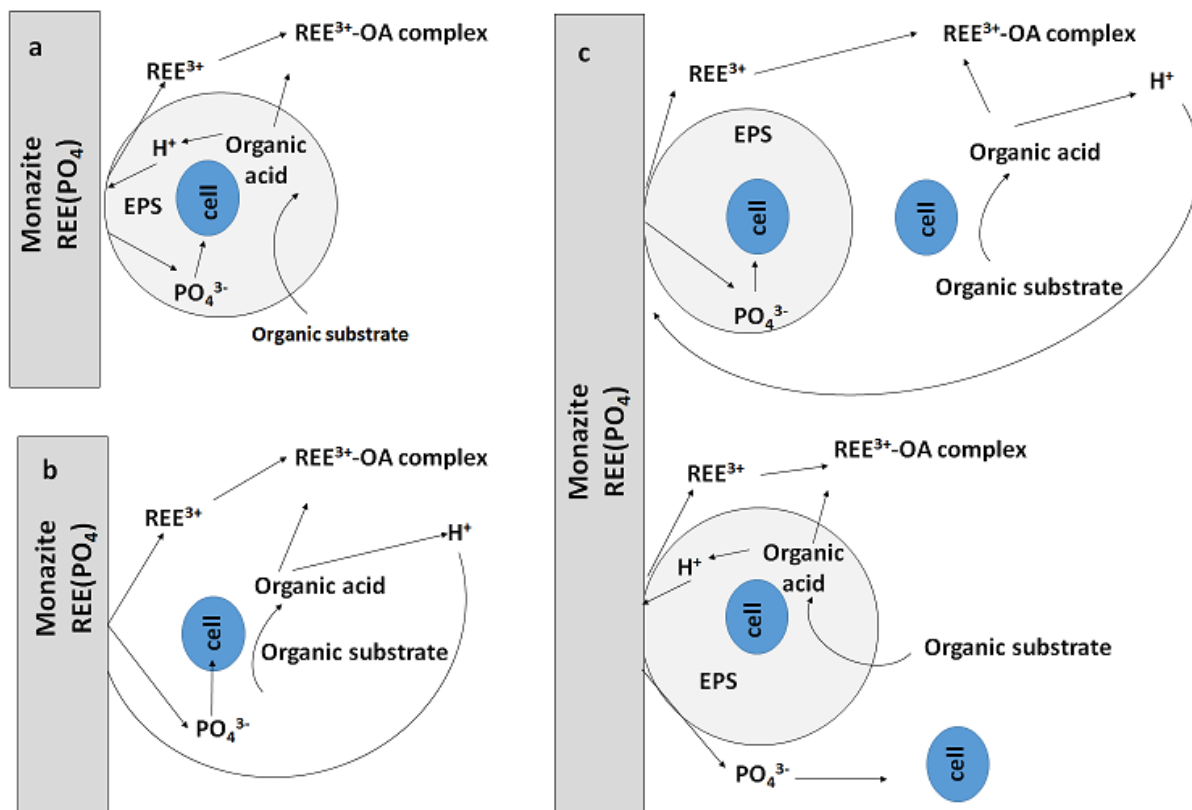 a
Monazite
REE(PO₄)
REE³⁺-OA complex
REE³⁺
H⁺
Organic
acid
EPS
cell
PO₄³⁻
Organic substrate
b
Monazite
REE(PO₄)
REE³⁺-OA complex
REE³⁺
H⁺
Organic acid
cell
Organic substrate
PO₄³⁻
c
Monazite
REE(PO₄)
REE³⁺-OA complex
REE³⁺
H⁺
EPS
Organic acid
cell
cell
Organic substrate
PO₄³⁻
REE³⁺-OA complex
REE³⁺
Organic
acid
H⁺
cell
Organic substrate
EPS
PO₄³⁻
cell